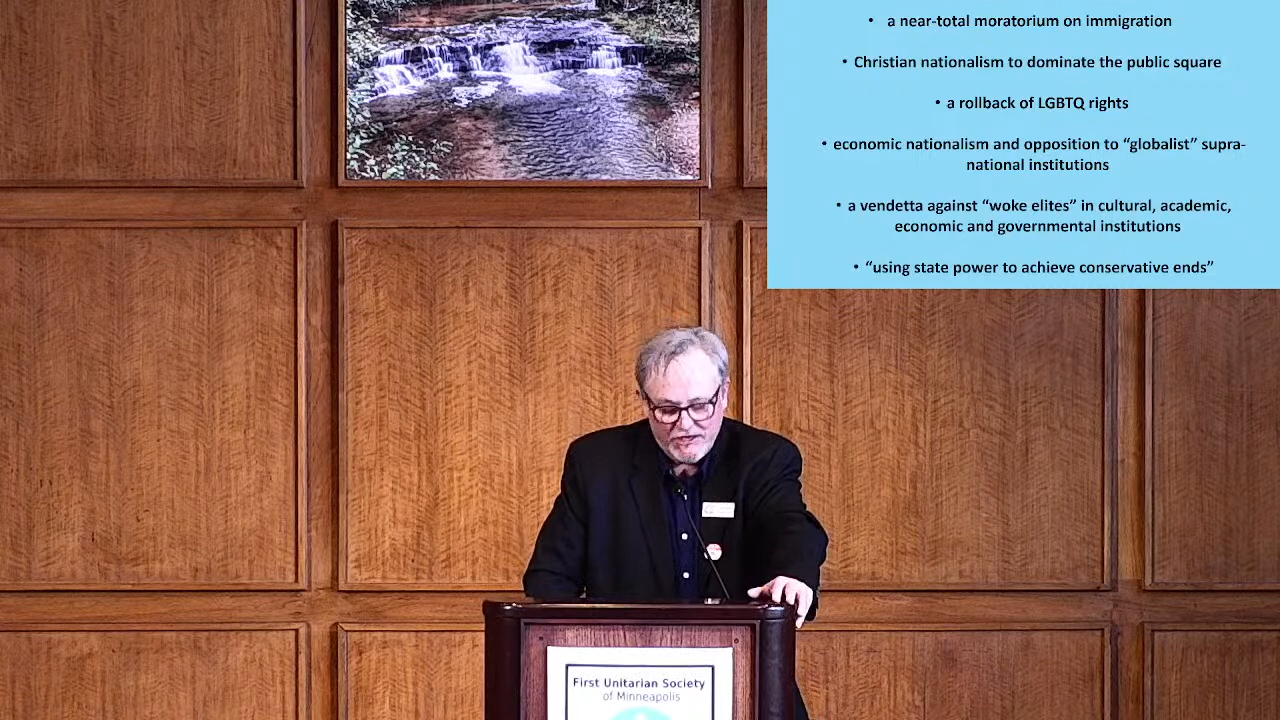 • a near-total moratorium on immigration
• Christian nationalism to dominate the public square
• a rollback of LGBTQ rights
• economic nationalism and opposition to “globalist” supra-
national institutions
• a vendetta against “woke elites” in cultural, academic,
economic and governmental institutions
• “using state power to achieve conservative ends”
First Unitarian Society
of Minneapolis